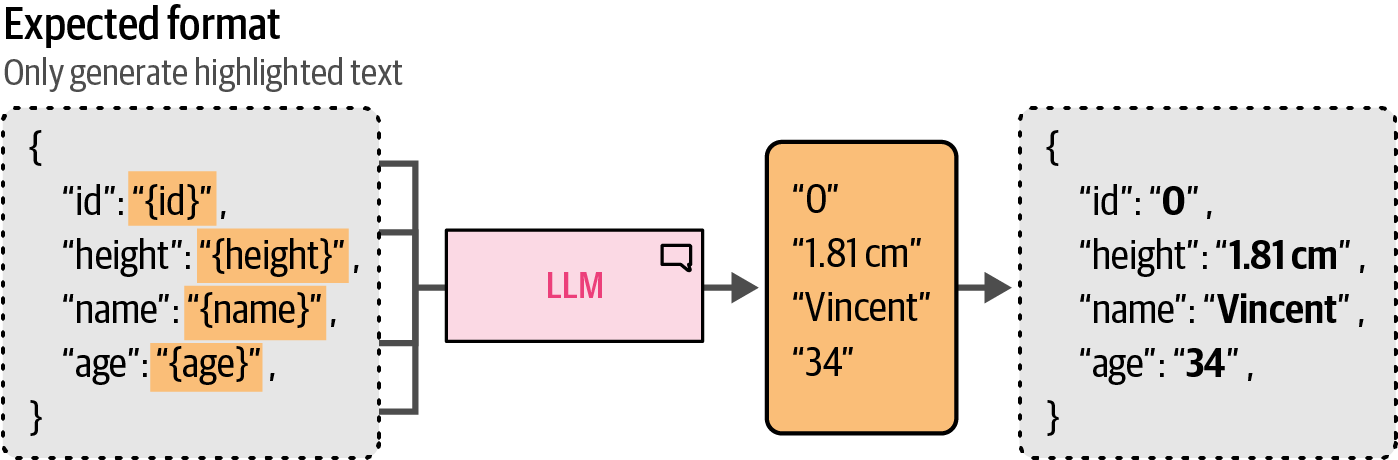 Expected format
Only generate highlighted text
{
“id”: “{id}” ,
“height”: “{height}” ,
“name”: “{name}” ,
“age”: “{age}” ,
}
LLM
“0”
“1.81 cm”
“Vincent”
“34”
{
“id”: “0” ,
“height”: “1.81 cm” ,
“name”: “Vincent” ,
“age”: “34” ,
}